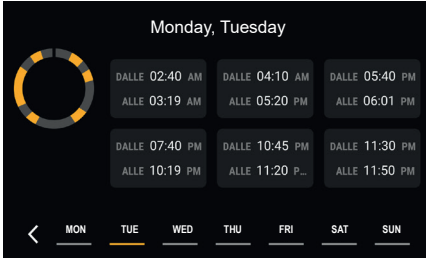 Monday, Tuesday
DALLE 02:40 AM
ALLE 03:19 AM
DALLE 04:10 AM
ALLE 05:20 PM
DALLE 05:40 PM
ALLE 06:01 PM
DALLE 07:40 PM
ALLE 10:19 PM
DALLE 10:45 PM
ALLE 11:20 P...
DALLE 11:30 PM
ALLE 11:50 PM
MON TUE WED THU FRI SAT SUN